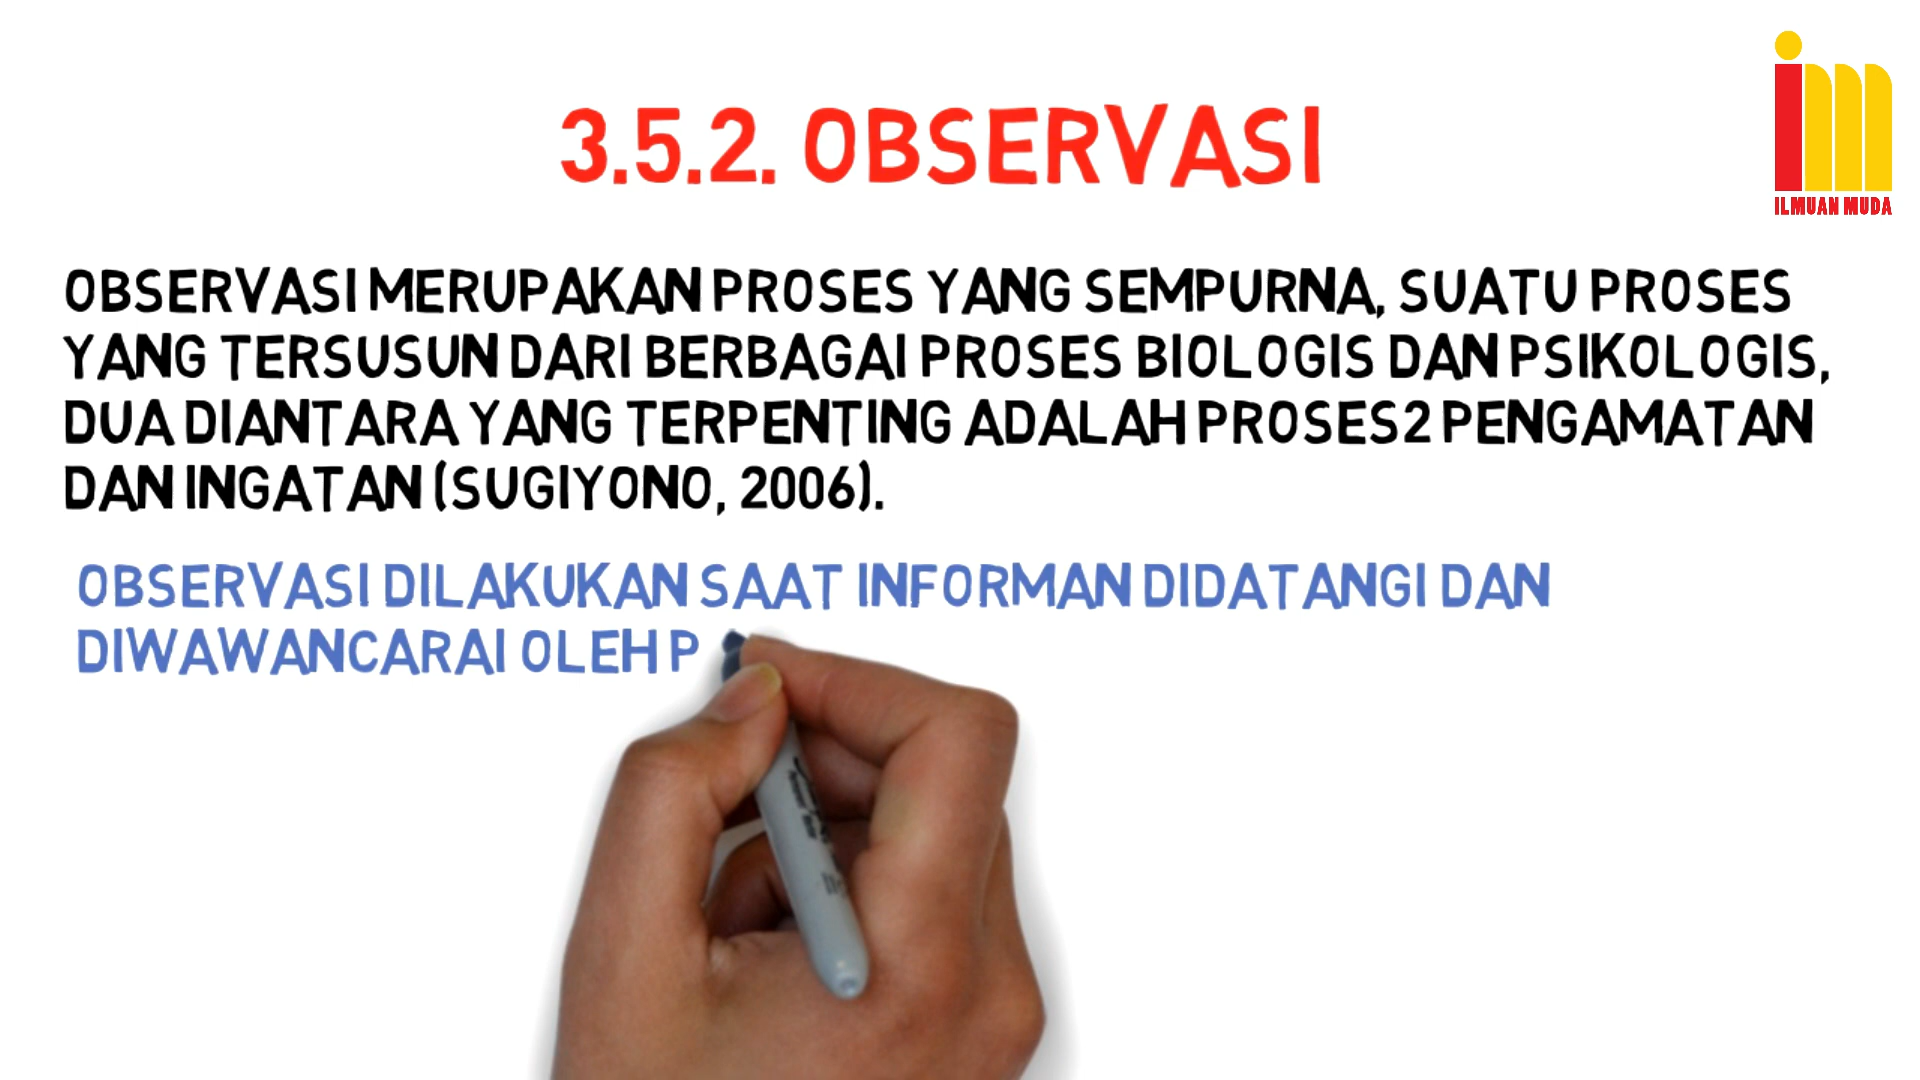 ILMUAN MUDA
3.5.2. OBSERVASI
OBSERVASI MERUPAKAN PROSES YANG SEMPURNA, SUATU PROSES
YANG TERSUSUN DARI BERBAGAI PROSES BIOLOGIS DAN PSIKOLOGIS,
DUA DIANTARA YANG TERPENTING ADALAH PROSES2 PENGAMATAN
DAN INGATAN (SUGIYONO, 2006).
OBSERVASI DILAKUKAN SAAT INFORMAN DIDATANGI DAN
DIWAWANCARAI OLEH P